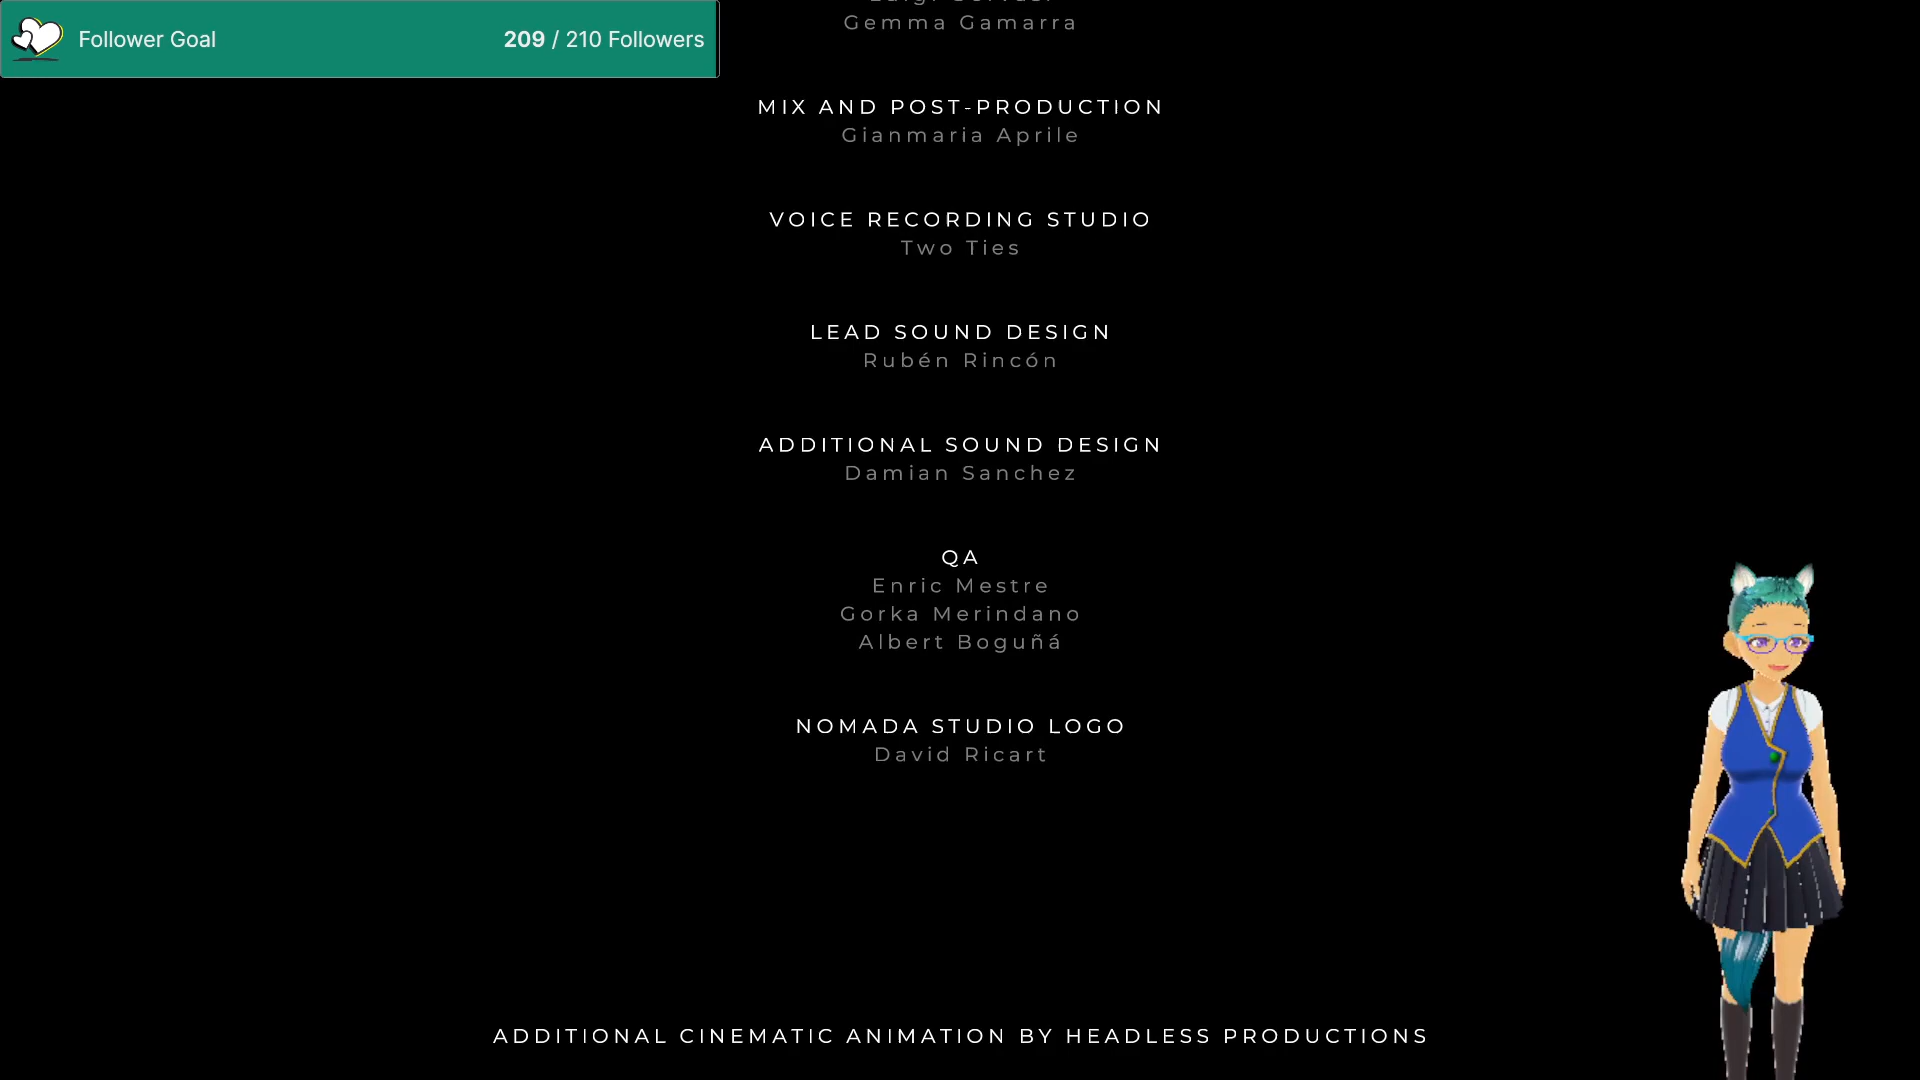 Follower Goal
209 / 210 Followers
Gemma Gamarra
MIX AND POST-PRODUCTION
Gianmaria Aprile
VOICE RECORDING STUDIO
Two Ties
LEAD SOUND DESIGN
Rubén Rincón
ADDITIONAL SOUND DESIGN
Damian Sanchez
QA
Enric Mestre
Gorka Merindano
Albert Boguñá
NOMADA STUDIO LOGO
David Ricart
ADDITIONAL CINEMATIC ANIMATION BY HEADLESS PRODUCTIONS